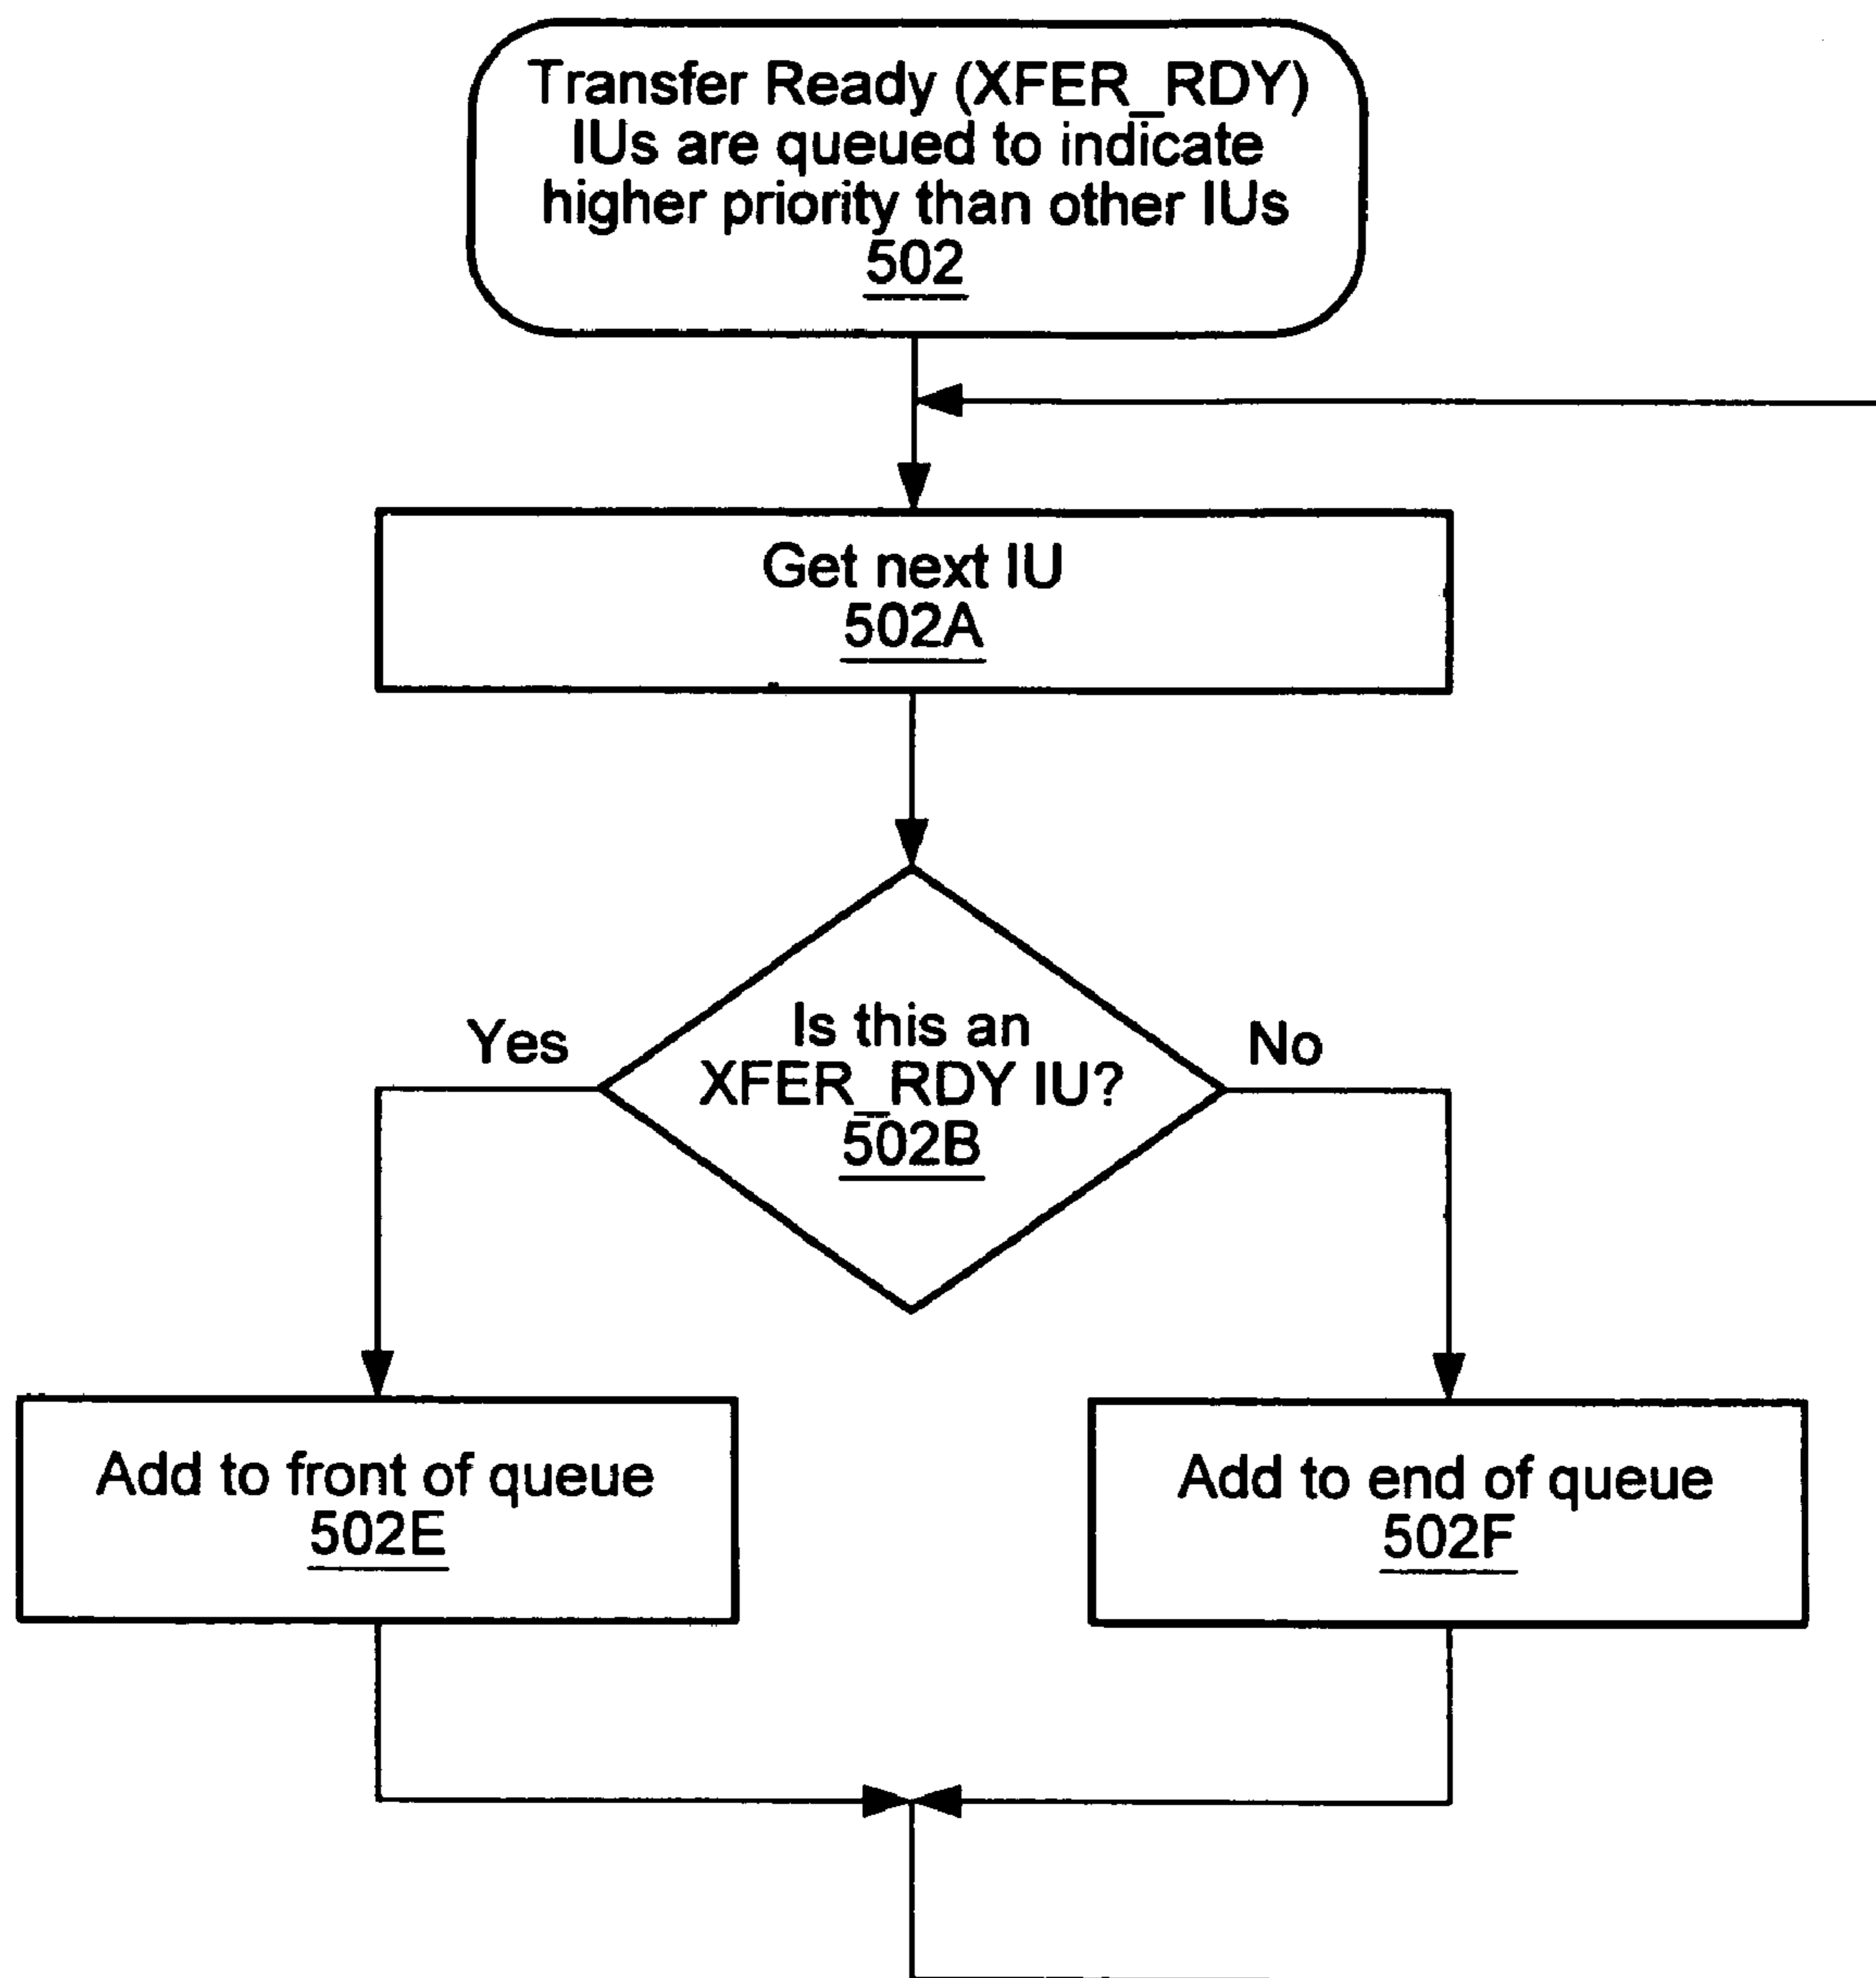 Transfer Ready (XFER_RDY)
IUs are queued to indicate
higher priority than other IUs
502
Get next IU
502A
Yes
Is this an
XFER_RDY IU?
502B
No
Add to front of queue
502E
Add to end of queue
502F